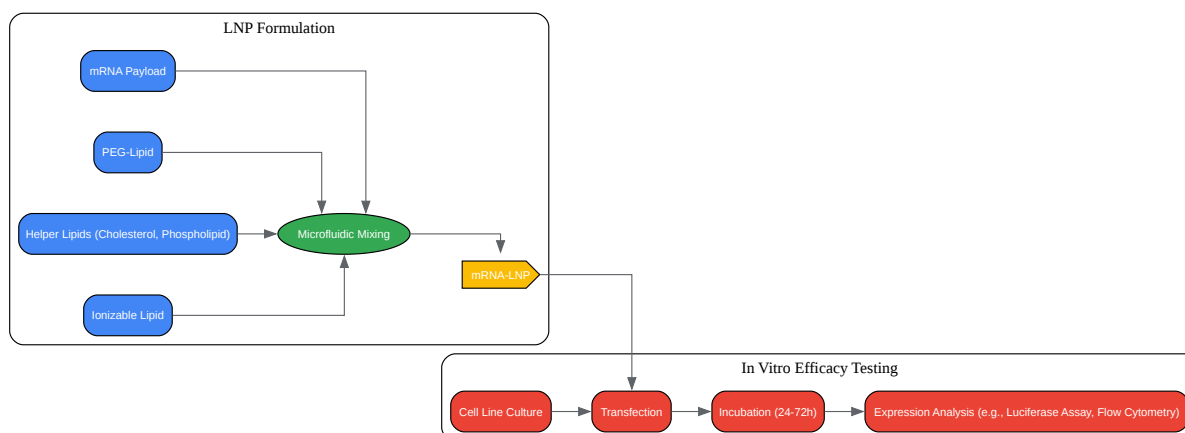 LNP Formulation
mRNA Payload
PEG-Lipid
Helper Lipids (Cholesterol, Phospholipid)
Microfluidic Mixing
mRNA-LNP
Ionizable Lipid
In Vitro Efficacy Testing
Cell Line Culture
Transfection
Incubation (24-72h)
Expression Analysis (e.g., Luciferase Assay, Flow Cytometry)